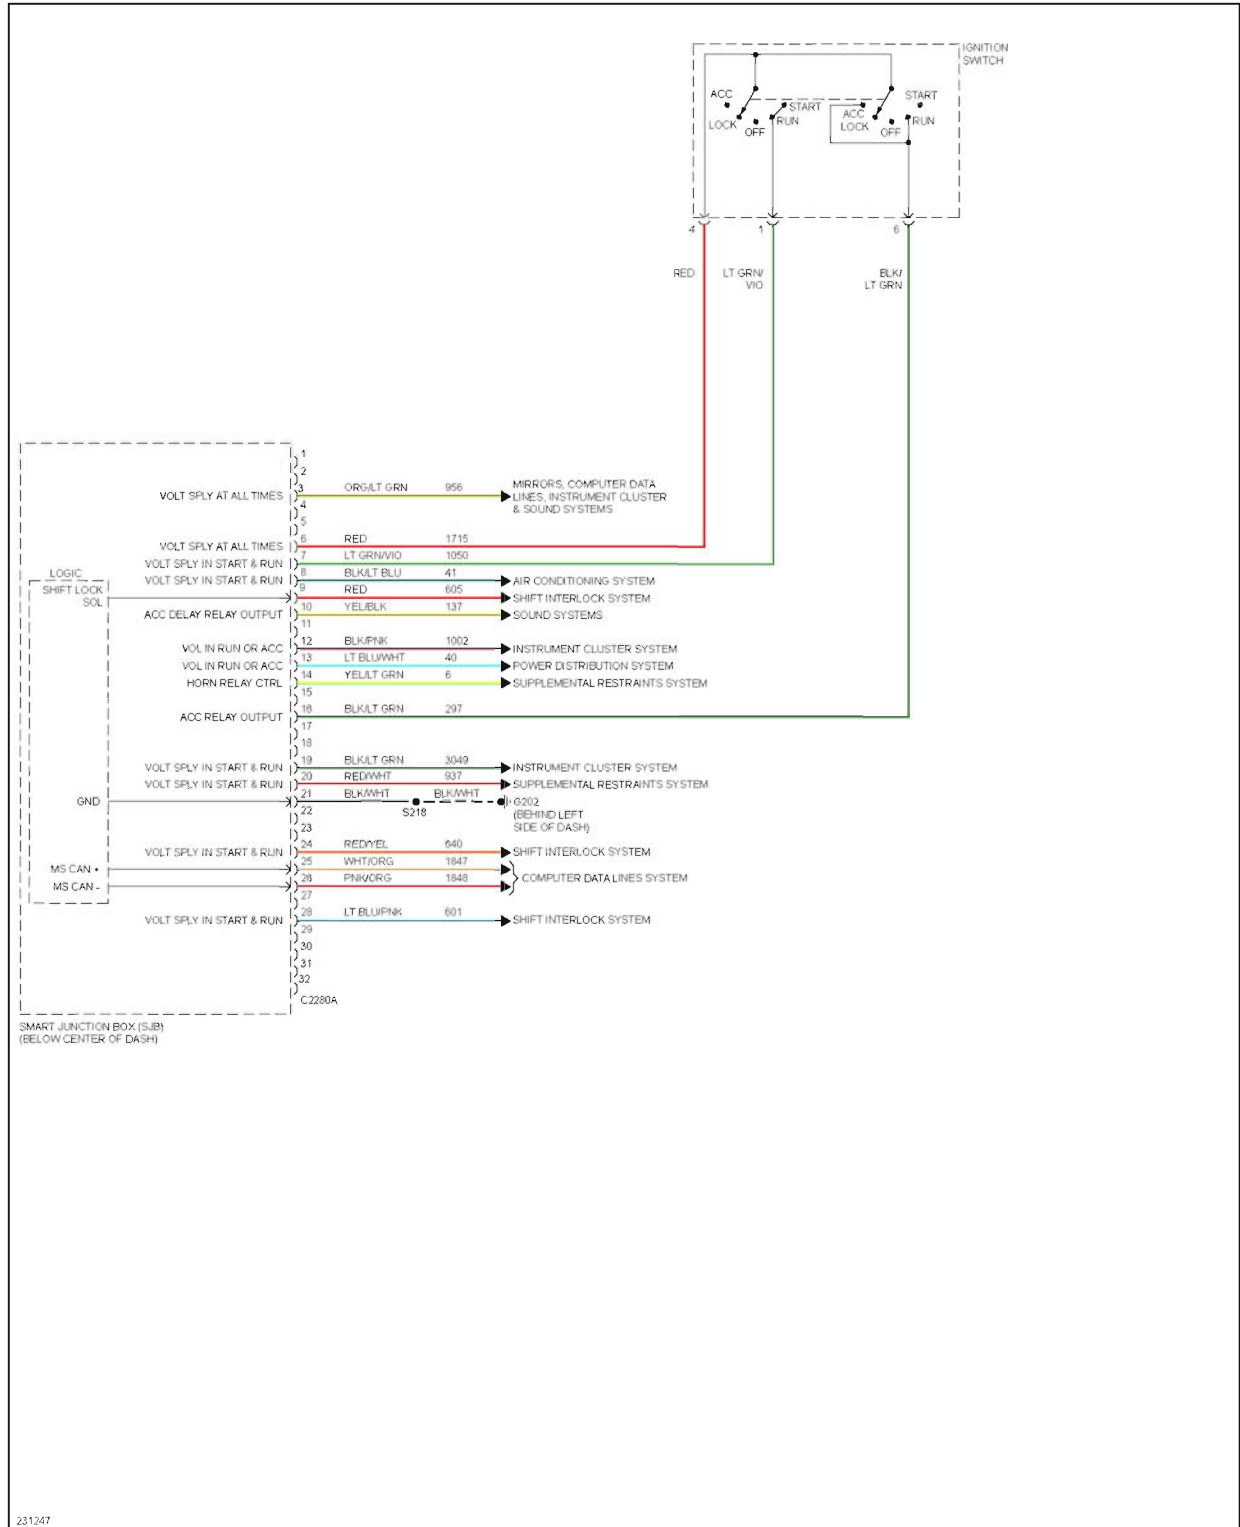 IGNITION
SWITCH
ACC
START
START
ACC
LOCK
RUN
RUN
LOCK
OFF
OFF
4
1
6
RED
LT GRN/
VIO
BLK/
LT GRN
1
2
VOLT SPLY AT ALL TIMES
3
ORG/LT GRN
956
MIRRORS, COMPUTER DATA
LINES, INSTRUMENT CLUSTER
& SOUND SYSTEMS
4
5
VOLT SPLY AT ALL TIMES
6
RED
1715
VOLT SPLY IN START & RUN
7
LT GRN/VIO
1050
LOGIC
VOLT SPLY IN START & RUN
8
BLK/LT BLU
41
AIR CONDITIONING SYSTEM
SHIFT LOCK
SOL
9
RED
605
SHIFT INTERLOCK SYSTEM
ACC DELAY RELAY OUTPUT
10
YEL/BLK
137
SOUND SYSTEMS
11
VOL IN RUN OR ACC
12
BLK/PNK
1002
INSTRUMENT CLUSTER SYSTEM
VOL IN RUN OR ACC
13
LT BLU/WHT
40
POWER DISTRIBUTION SYSTEM
HORN RELAY CTRL
14
YEL/LT GRN
6
SUPPLEMENTAL RESTRAINTS SYSTEM
15
ACC RELAY OUTPUT
16
BLK/LT GRN
297
17
18
VOLT SPLY IN START & RUN
19
BLK/LT GRN
3049
INSTRUMENT CLUSTER SYSTEM
VOLT SPLY IN START & RUN
20
RED/WHT
937
SUPPLEMENTAL RESTRAINTS SYSTEM
GND
21
BLK/WHT
S218
BLK/WHT
G202
(BEHIND LEFT
SIDE OF DASH)
22
23
VOLT SPLY IN START & RUN
24
RED/YEL
640
SHIFT INTERLOCK SYSTEM
MS CAN +
25
WHT/ORG
1847
MS CAN -
26
PNK/ORG
1848
COMPUTER DATA LINES SYSTEM
27
VOLT SPLY IN START & RUN
28
LT BLU/PNK
601
SHIFT INTERLOCK SYSTEM
29
30
31
32
C2280A
SMART JUNCTION BOX (SJB)
(BELOW CENTER OF DASH)
231247